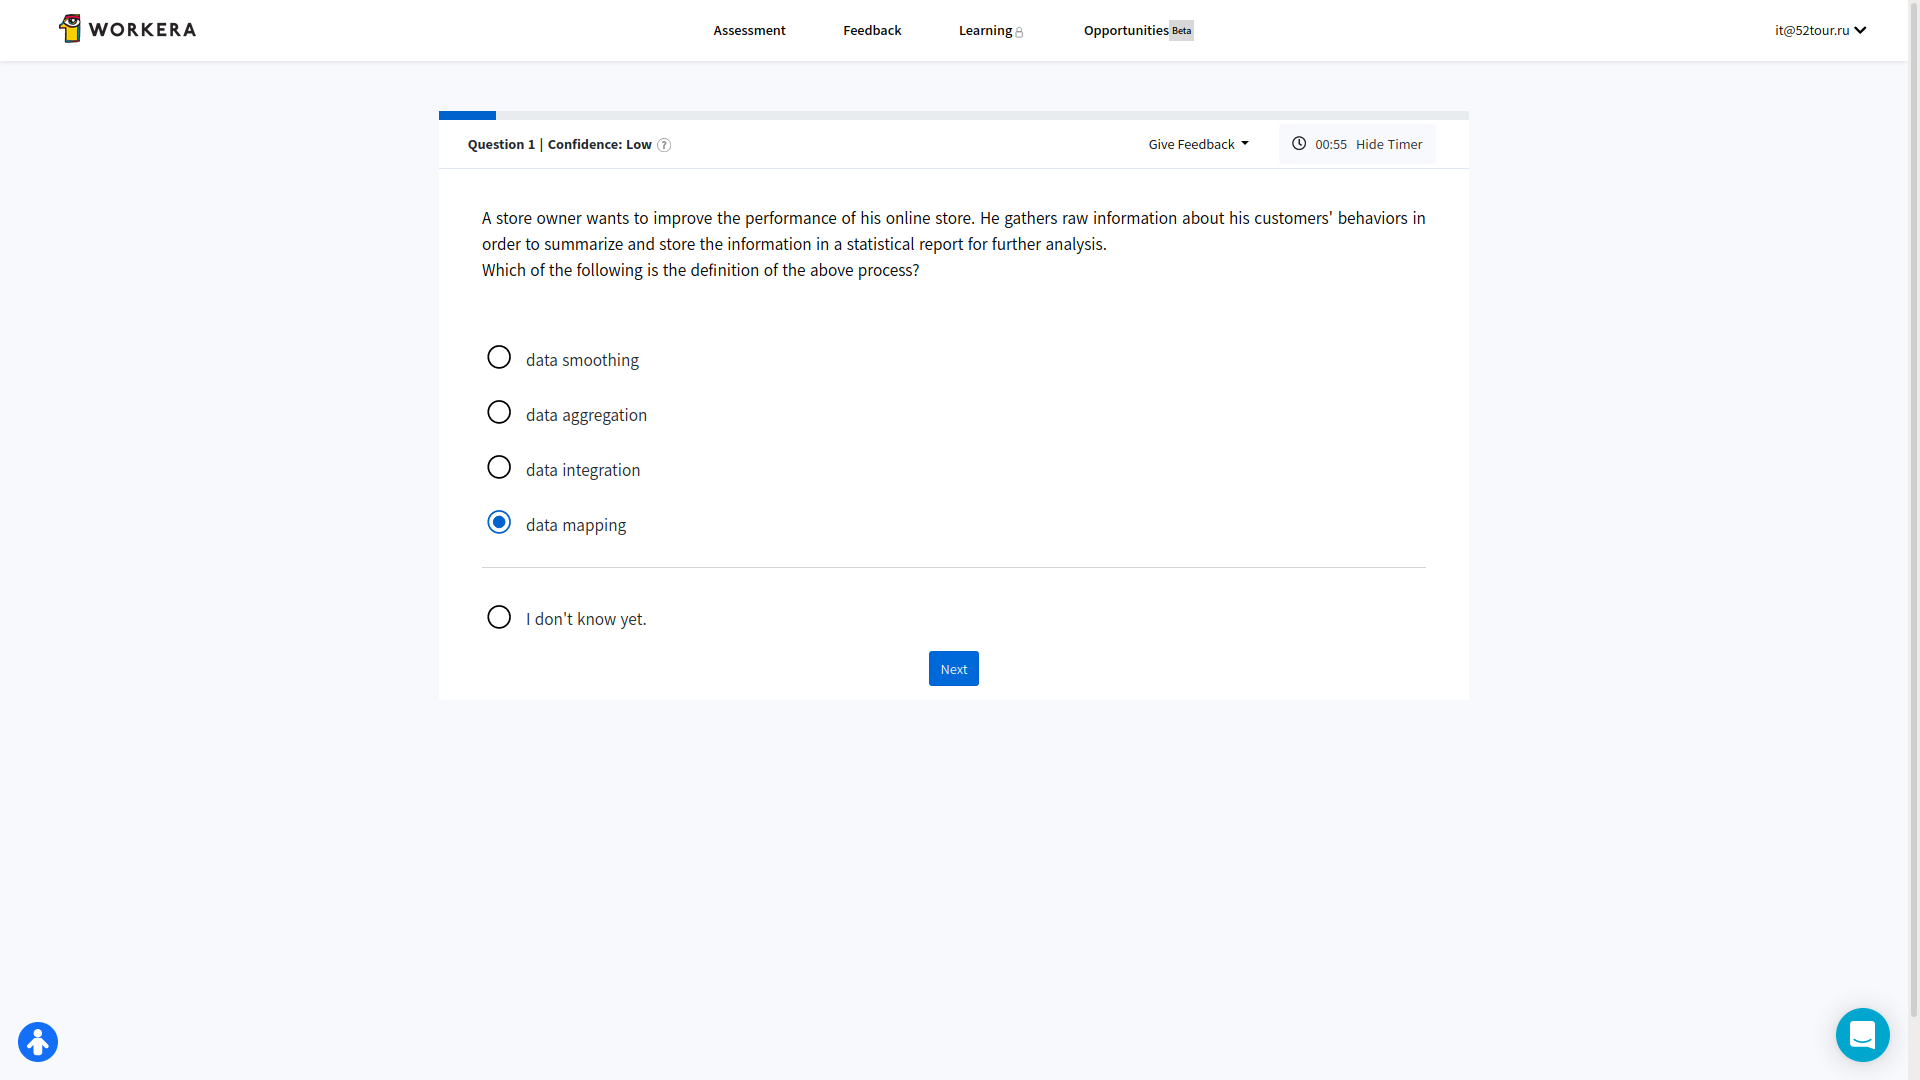 WORKERA
Assessment
Feedback
Learning
Opportunities Beta
it@52tour.ru
Question 1 | Confidence: Low ?
Give Feedback
00:55 Hide Timer
A store owner wants to improve the performance of his online store. He gathers raw information about his customers' behaviors in
order to summarize and store the information in a statistical report for further analysis.
Which of the following is the definition of the above process?
data smoothing
data aggregation
data integration
data mapping
I don't know yet.
Next